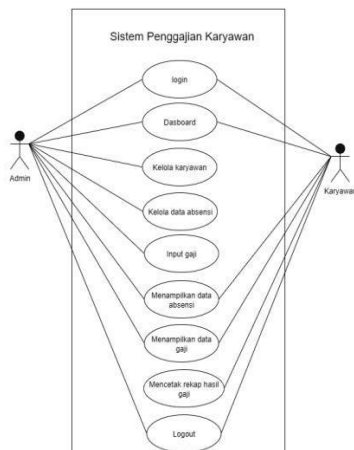 Sistem Penggajian Karyawan
login
Dasboard
Kelola karyawan
Admin
Karyawan
Kelola data absensi
Input gaji
Menampilkan data
absensi
Menampilkan data
gaji
Mencetak rekap hasil
gaji
Logout